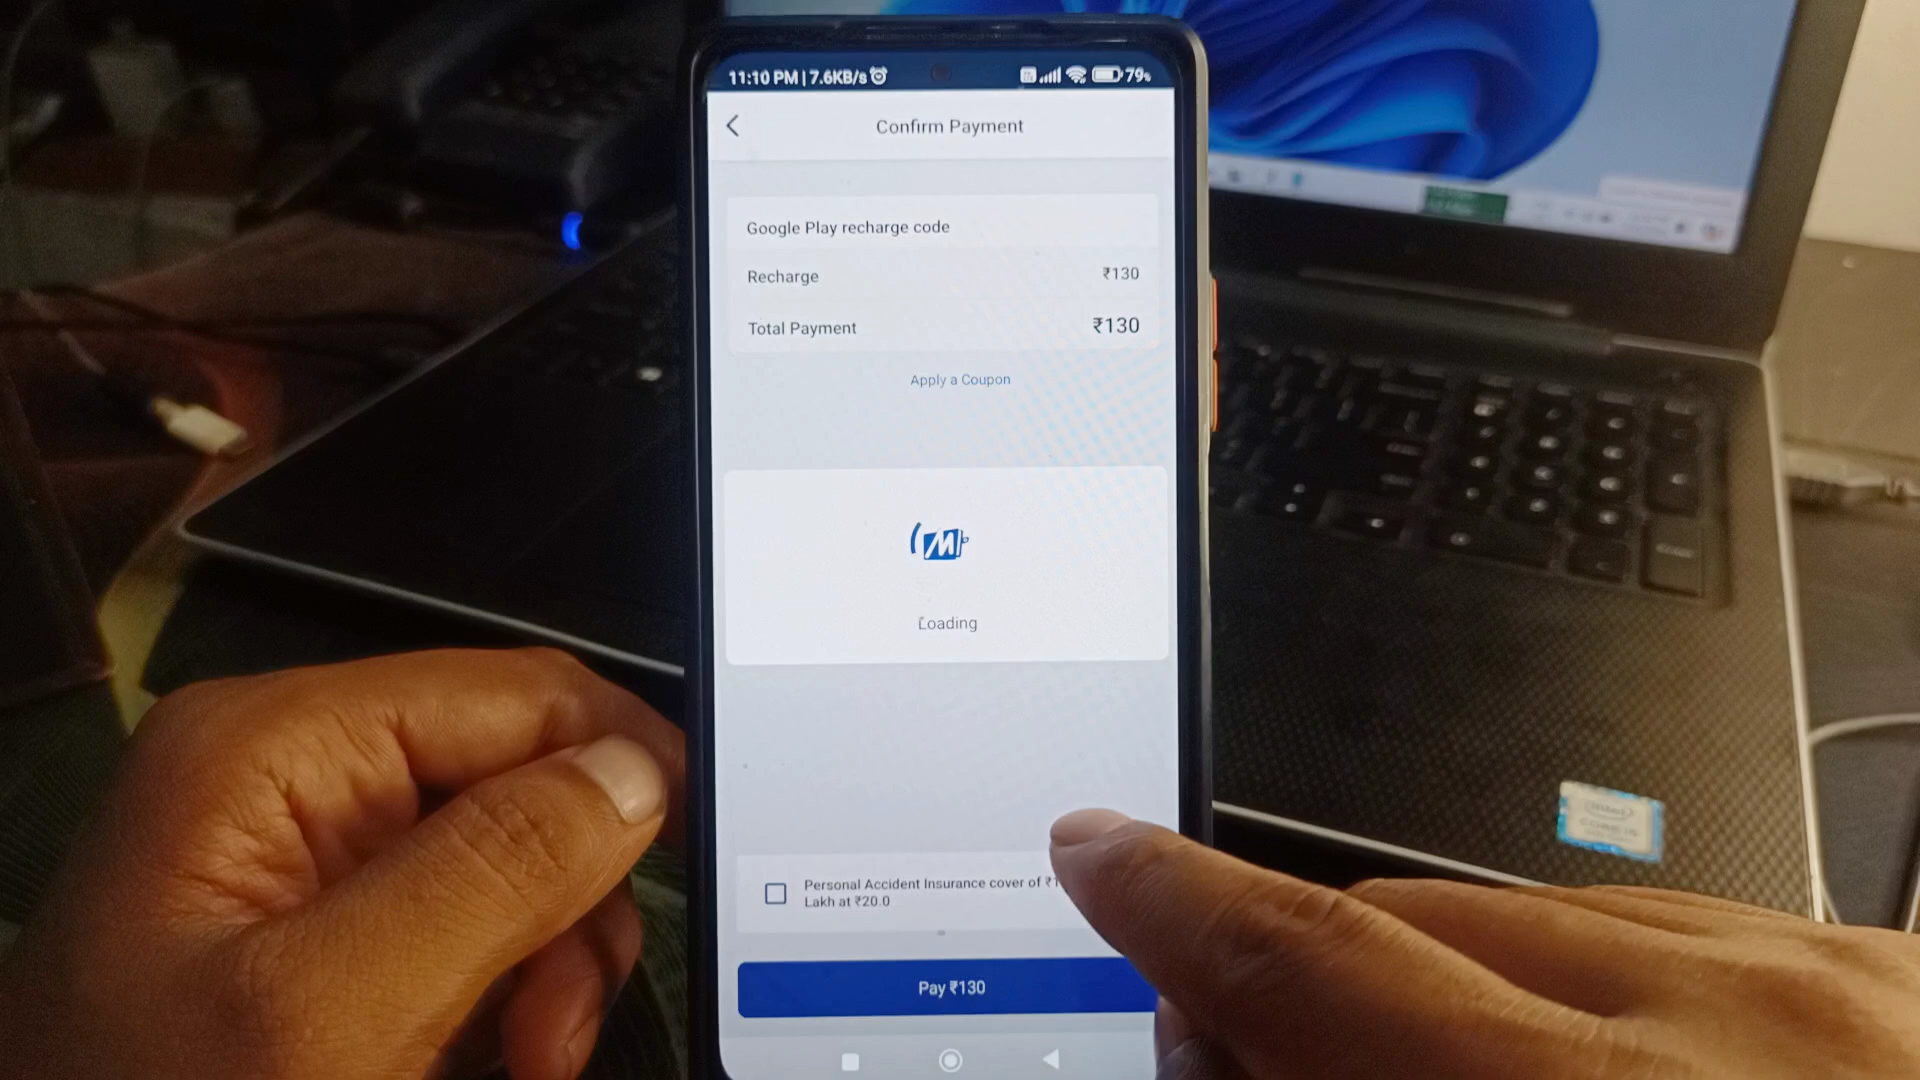 11:10 PM | 7.6KB/s
79%
Confirm Payment
Google Play recharge code
Recharge ₹130
Total Payment ₹130
Apply a Coupon
M
Loading
Personal Accident Insurance cover of ₹1
Lakh at ₹20.0
Pay ₹130